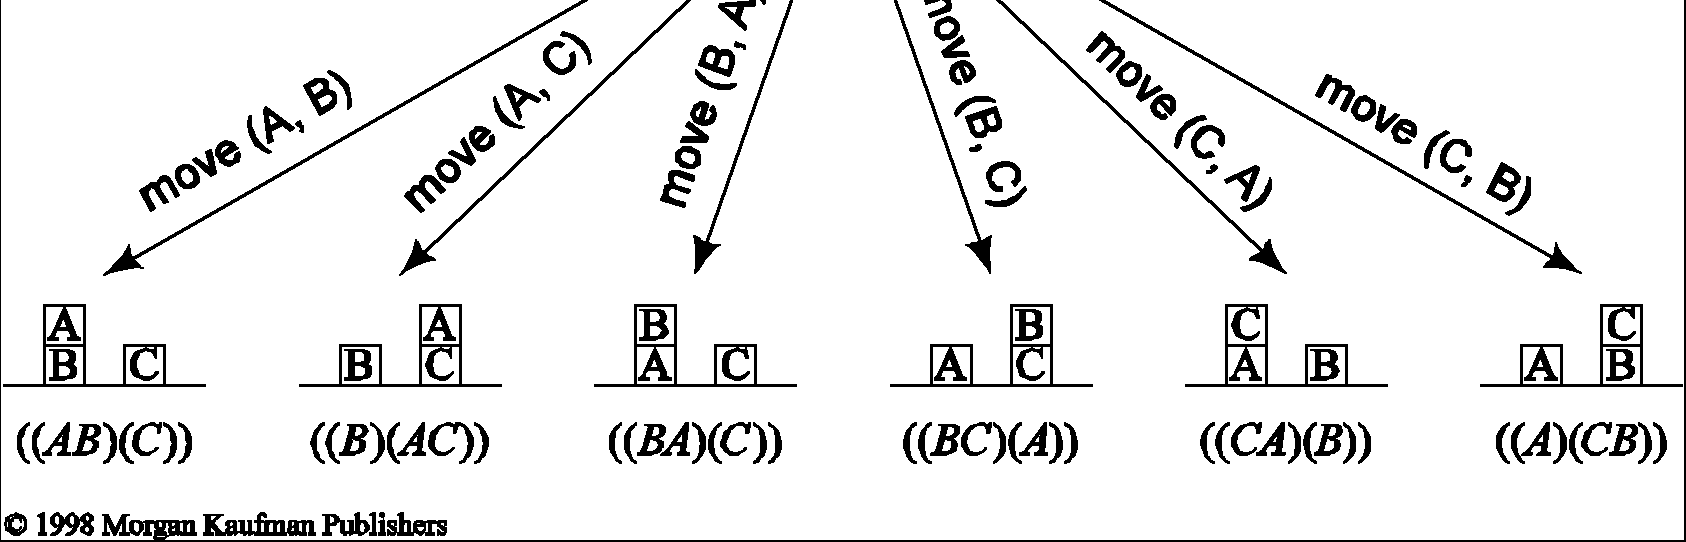 move (A, B)
move (A, C)
move (B, A)
move (B, C)
move (C, A)
move (C, B)
A
B C
A
B C
B
A C
B
A C
C
A B
C
A B
((AB)(C))
((B)(AC))
((BA)(C))
((BC)(A))
((CA)(B))
((A)(CB))
© 1998 Morgan Kaufman Publishers